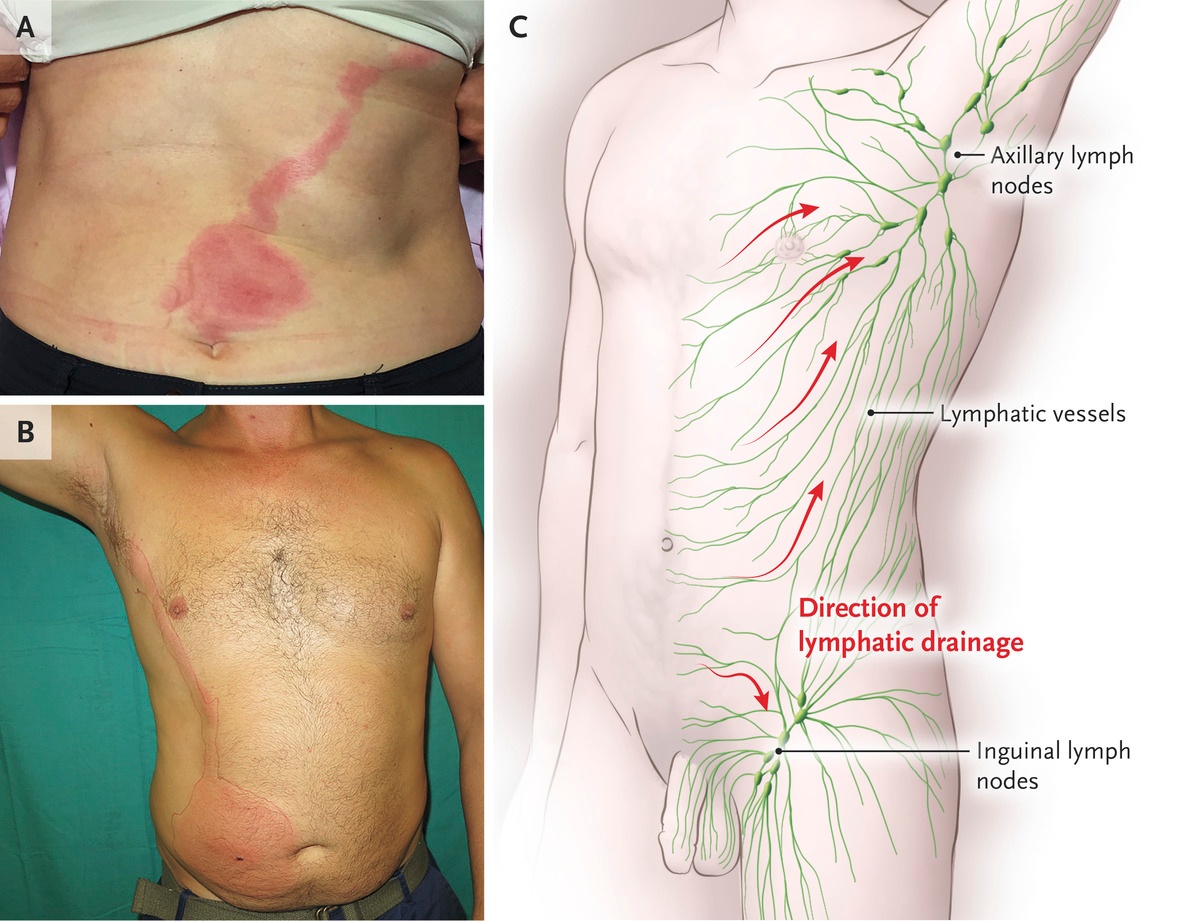 A
B
C
Axillary lymph
nodes
Lymphatic vessels
Direction of
lymphatic drainage
Inguinal lymph
nodes